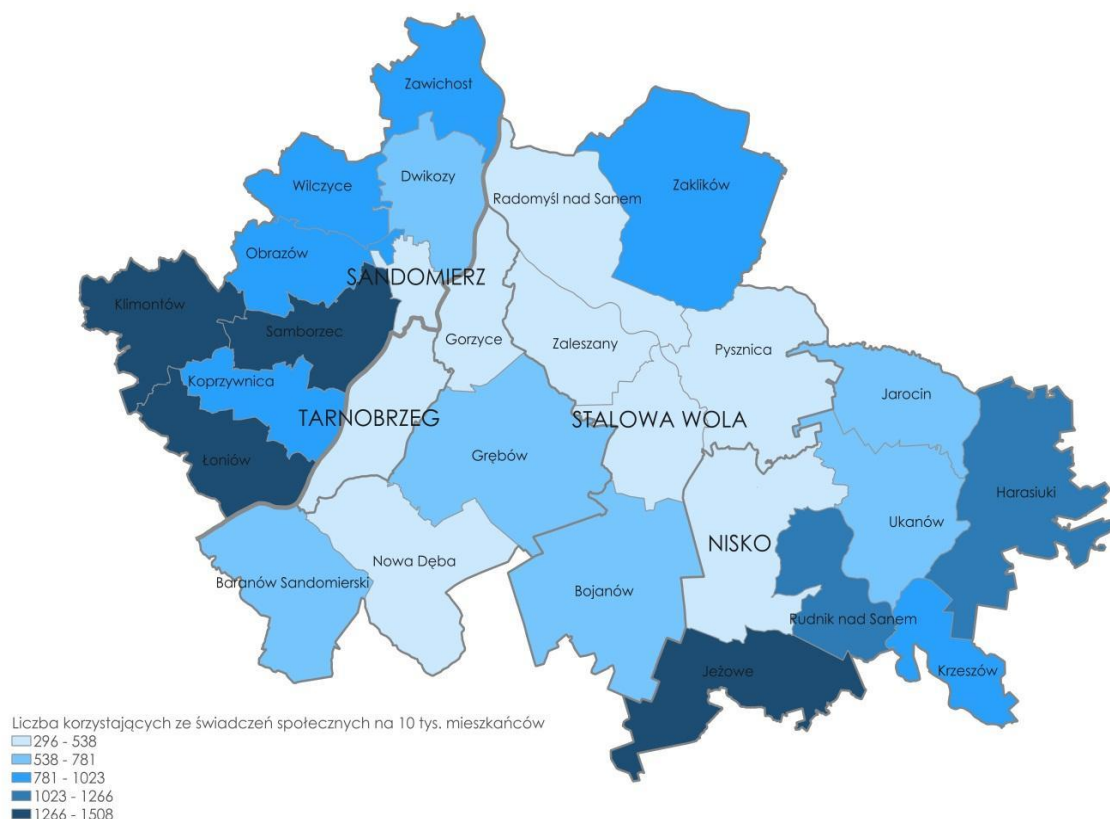 Zawichost
Dwikozy
Wilczyce
Zaklików
Radomyśl nad Sanem
Obrazów
SANDOMIERZ
Klimontów
Samborzec
Gorzyce
Zaleszany
Pysznica
Koprzywnica
Jarocin
TARNOBRZEG
STALOWA WOLA
Łoniów
Grębów
Harasiuki
Ukanów
NISKO
Nowa Dęba
Baranów Sandomierski
Bojanów
Rudnik nad Sanem
Jeżowe
Krzeszów
Liczba korzystających ze świadczeń społecznych na 10 tys. mieszkańców
296 - 538
538 - 781
781 - 1023
1023 - 1266
1266 - 1508